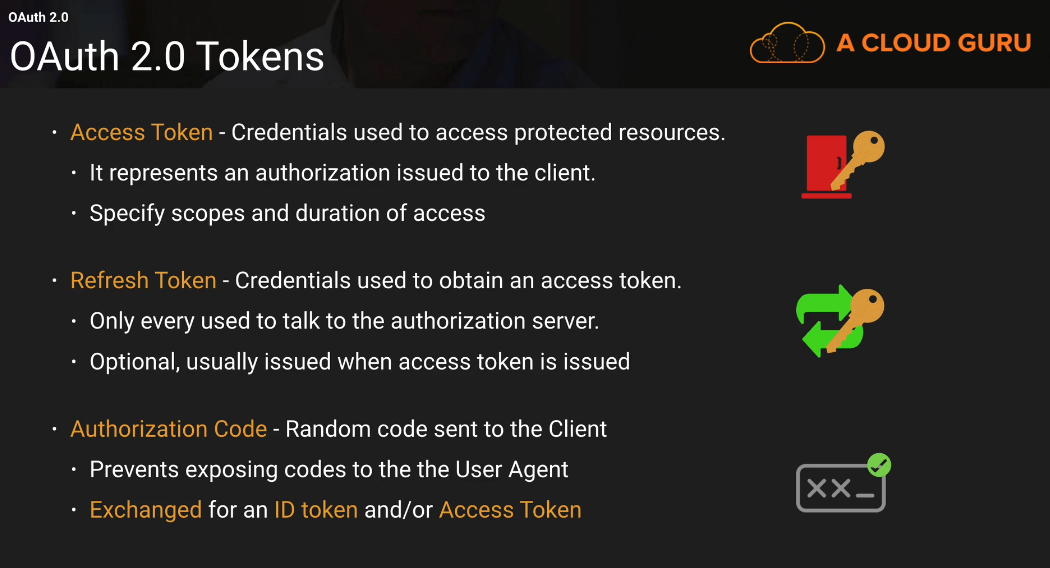 OAuth 2.0
OAuth 2.0 Tokens
A CLOUD GURU
· Access Token - Credentials used to access protected resources.
· It represents an authorization issued to the client.
· Specify scopes and duration of access
· Refresh Token - Credentials used to obtain an access token.
· Only every used to talk to the authorization server.
· Optional, usually issued when access token is issued
· Authorization Code - Random code sent to the Client
· Prevents exposing codes to the the User Agent
· Exchanged for an ID token and/or Access Token